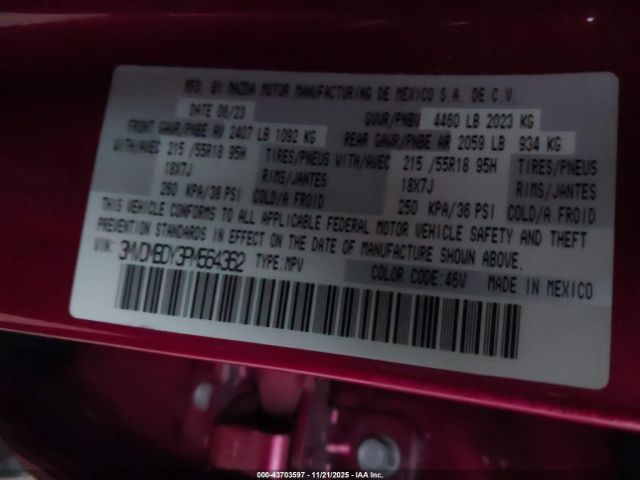 MFD. BY MAZDA MOTOR MANUFACTURING DE MEXICO S.A. DE C.V.
DATE 06/23 GVWR/PNBV 4460 LB 2023 KG
FRONT GAWR/PNBE AV 2407 LB 1092 KG REAR GAWR/PNBE AR 2059 LB 934 KG
WITH/AVEC 215 /55R18 95H TIRES/PNEUS WITH/AVEC 215 /55R18 95H TIRES/PNEUS
18X7J RIMS/JANTES 18X7J RIMS/JANTES
250 KPA/36 PSI COLD/A FROID 250 KPA/36 PSI COLD/A FROID
THIS VEHICLE CONFORMS TO ALL APPLICABLE FEDERAL MOTOR VEHICLE SAFETY AND THEFT
PREVENTION STANDARDS IN EFFECT ON THE DATE OF MANUFACTURE SHOWN ABOVE.
VIN: 3MVDMBDY3PM564362 TYPE:MPV
COLOR CODE:46V MADE IN MEXICO
000-43703597 - 11/21/2025 - IAA Inc.